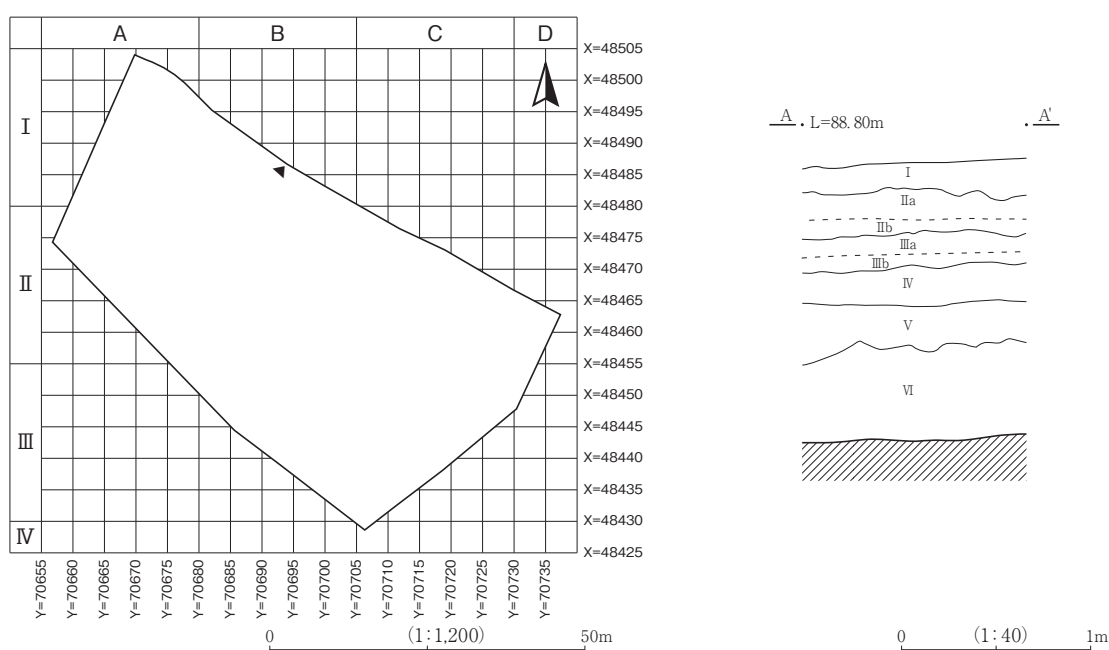 A B C D
Ⅰ
Ⅱ
Ⅲ
Ⅳ
X=48505
X=48500
X=48495
X=48490
X=48485
X=48480
X=48475
X=48470
X=48465
X=48460
X=48455
X=48450
X=48445
X=48440
X=48435
X=48430
X=48425
Y=70655
Y=70660
Y=70665
Y=70670
Y=70675
Y=70680
Y=70685
Y=70690
Y=70695
Y=70700
Y=70705
Y=70710
Y=70715
Y=70720
Y=70725
Y=70730
Y=70735
0 (1:1,200) 50m
A L=88.80m A'
Ⅰ
Ⅱa
Ⅱb
Ⅲa
Ⅲb
Ⅳ
Ⅴ
Ⅵ
0 (1:40) 1m